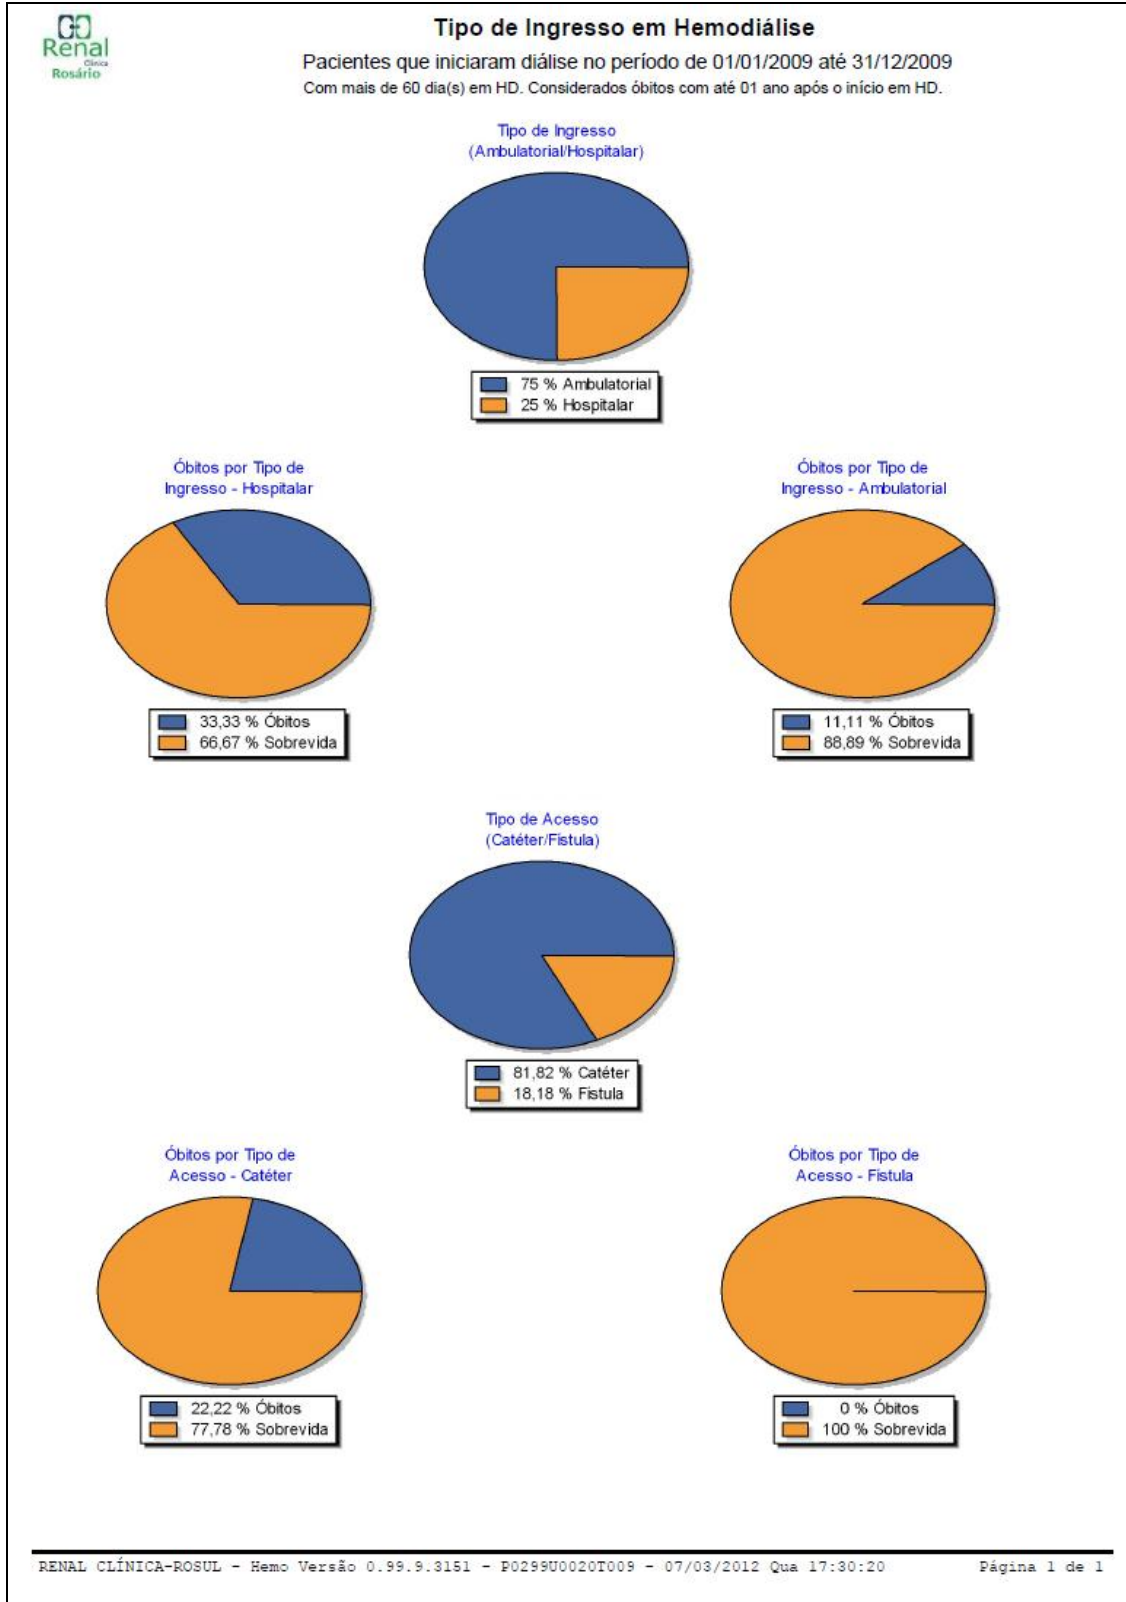 Renal
Clínica
Rosário
Tipo de Ingresso em Hemodiálise
Pacientes que iniciaram diálise no período de 01/01/2009 até 31/12/2009
Com mais de 60 dia(s) em HD. Considerados óbitos com até 01 ano após o início em HD.
Tipo de Ingresso
(Ambulatorial/Hospitalar)
75 % Ambulatorial
25 % Hospitalar
Óbitos por Tipo de
Ingresso - Hospitalar
33,33 % Óbitos
66,67 % Sobrevida
Óbitos por Tipo de
Ingresso - Ambulatorial
11,11 % Óbitos
88,89 % Sobrevida
Tipo de Acesso
(Catéter/Fístula)
81,82 % Catéter
18,18 % Fístula
Óbitos por Tipo de
Acesso - Catéter
22,22 % Óbitos
77,78 % Sobrevida
Óbitos por Tipo de
Acesso - Fístula
0 % Óbitos
100 % Sobrevida
RENAL CLÍNICA-ROSUL - Hemo Versão 0.99.9.3151 - P0299U0020T009 - 07/03/2012 Qua 17:30:20 Página 1 de 1